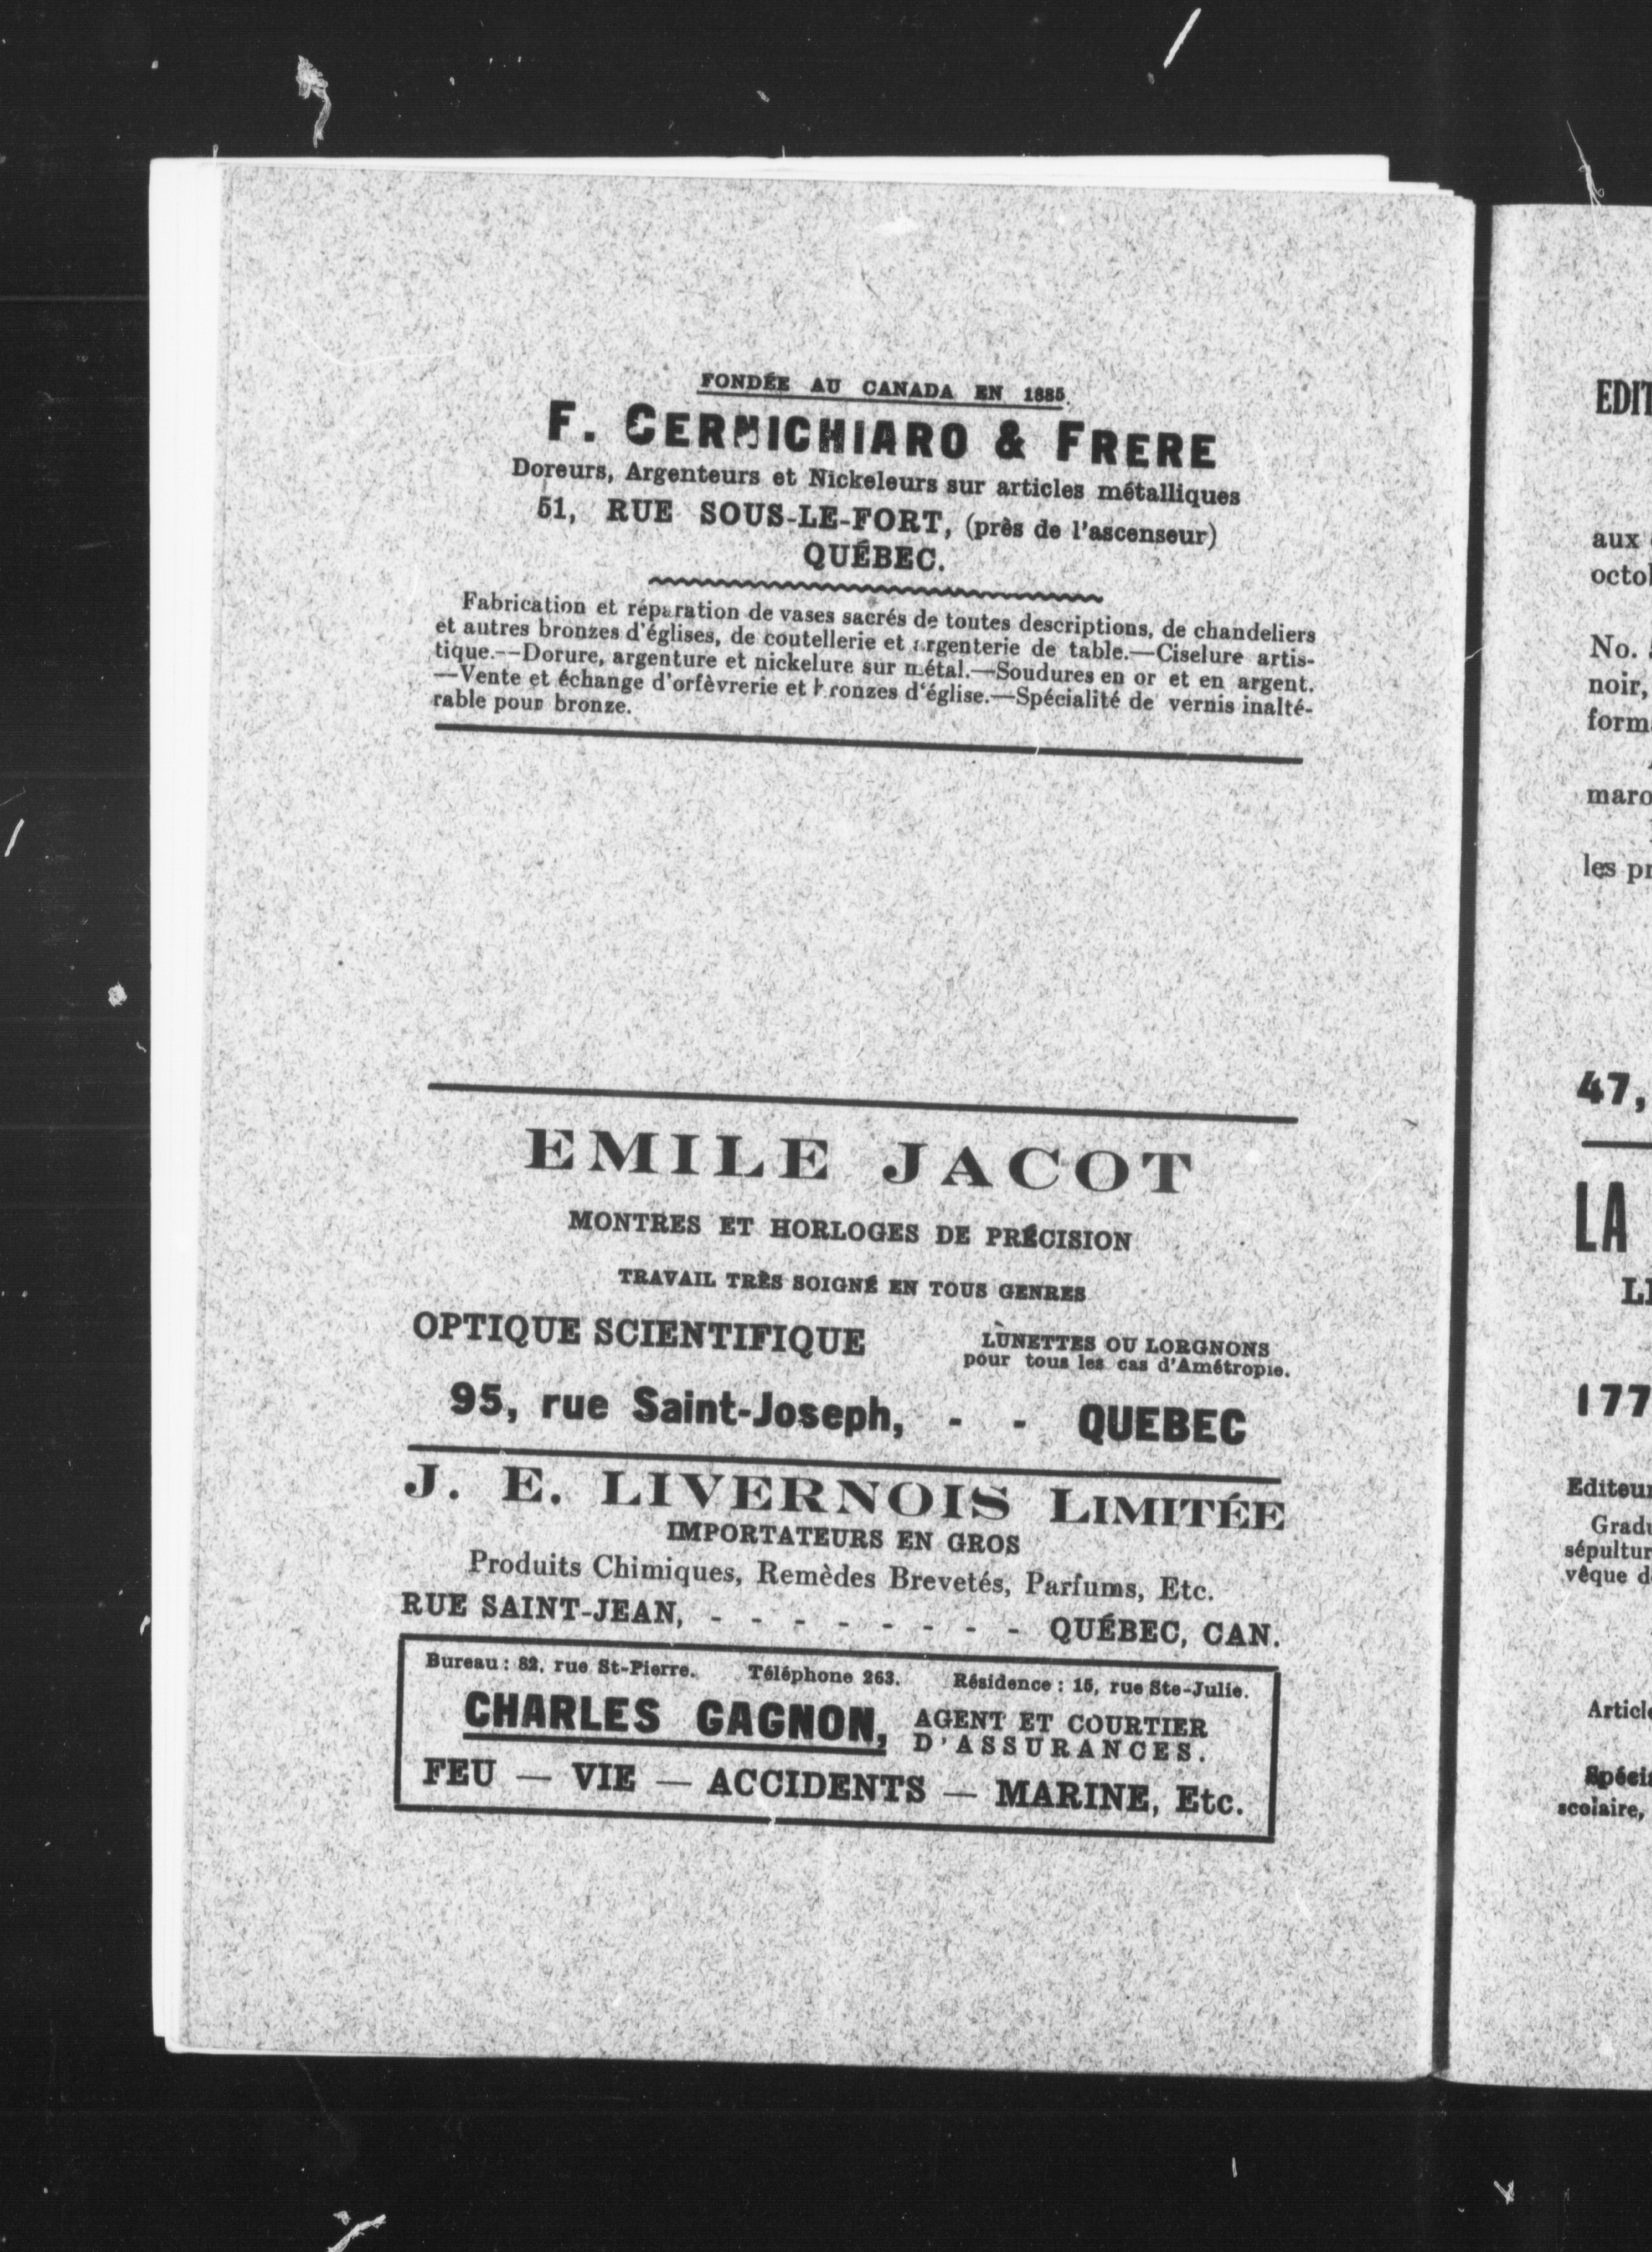 FONDÉE AU CANADA EN 1885.
F. CERNICHIARO & FRERE
Doreurs, Argenteurs et Nickeleurs sur articles métalliques
51, RUE SOUS-LE-FORT, (près de l'ascenseur)
QUÉBEC.
Fabrication et réparation de vases sacrés de toutes descriptions, de chandeliers
et autres bronzes d'églises, de coutellerie et argenterie de table.—Ciselure artis-
tique.--Dorure, argenture et nickelure sur métal.—Soudures en or et en argent.
—Vente et échange d'orfèvrerie et bronzes d'église.—Spécialité de vernis inalté-
rable pour bronze.
EMILE JACOT
MONTRES ET HORLOGES DE PRÉCISION
TRAVAIL TRÈS SOIGNÉ EN TOUS GENRES
OPTIQUE SCIENTIFIQUE
LUNETTES OU LORGNONS
pour tous les cas d'Amétropie.
95, rue Saint-Joseph, - - QUEBEC
J. E. LIVERNOIS LIMITÉE
IMPORTATEURS EN GROS
Produits Chimiques, Remèdes Brevetés, Parfums, Etc.
RUE SAINT-JEAN, - - - - - - - - QUÉBEC, CAN.
Bureau : 82, rue St-Pierre. Téléphone 263. Résidence : 15, rue Ste-Julie.
CHARLES GAGNON, AGENT ET COURTIER
D'ASSURANCES.
FEU — VIE — ACCIDENTS — MARINE, Etc.
EDIT
aux
octo
No.
noir,
form
maro
les pr
47,
LA
LE
177
Editeur
Gradu
sépultur
vêque d
Article
Spécia
scolaire,